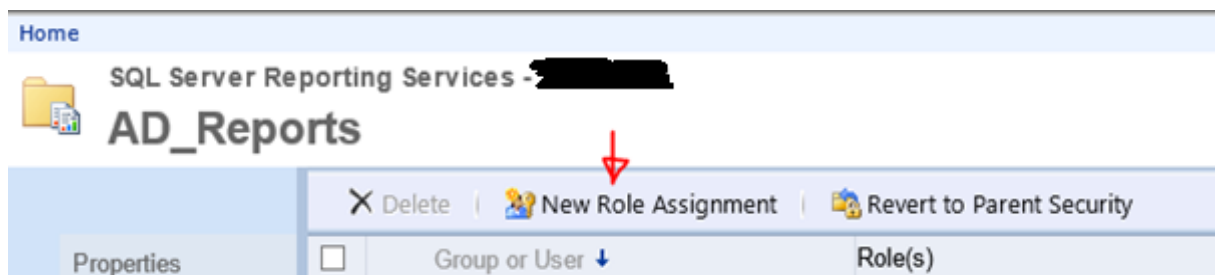 Home
SQL Server Reporting Services -
AD_Reports
Delete New Role Assignment Revert to Parent Security
Properties Group or User Role(s)